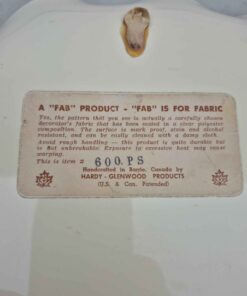 A "FAB" PRODUCT - "FAB" IS FOR FABRIC
Yes, the pattern that you see is actually a carefully chosen
decorator's fabric that has been sealed in a clear polyester
composition. The surface is mark proof, stain and alcohol
resistant, and can be easily cleaned with a damp cloth.
Avoid rough handling — this product is quite durable but
is not unbreakable. Exposure to excessive heat may cause
warping.
This is item # 600.PS
Handcrafted in Canada by
HARDY - GLENWOOD PRODUCTS
(U.S. & Can. Patented)